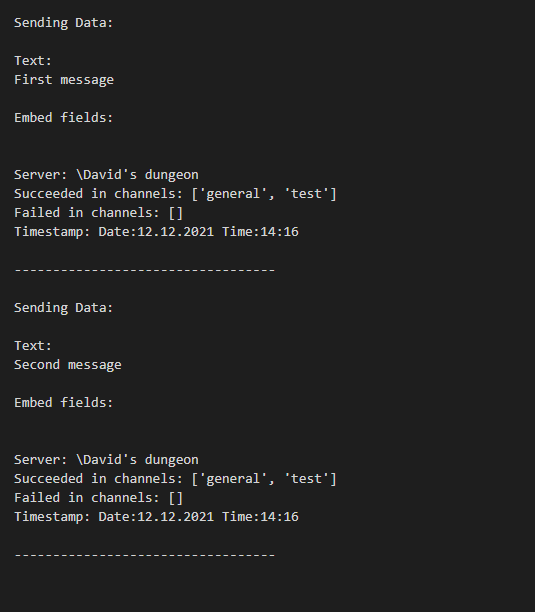 Sending Data:
Text:
First message
Embed fields:
Server: \David's dungeon
Succeeded in channels: ['general', 'test']
Failed in channels: []
Timestamp: Date:12.12.2021 Time:14:16
----------------------------------
Sending Data:
Text:
Second message
Embed fields:
Server: \David's dungeon
Succeeded in channels: ['general', 'test']
Failed in channels: []
Timestamp: Date:12.12.2021 Time:14:16
----------------------------------